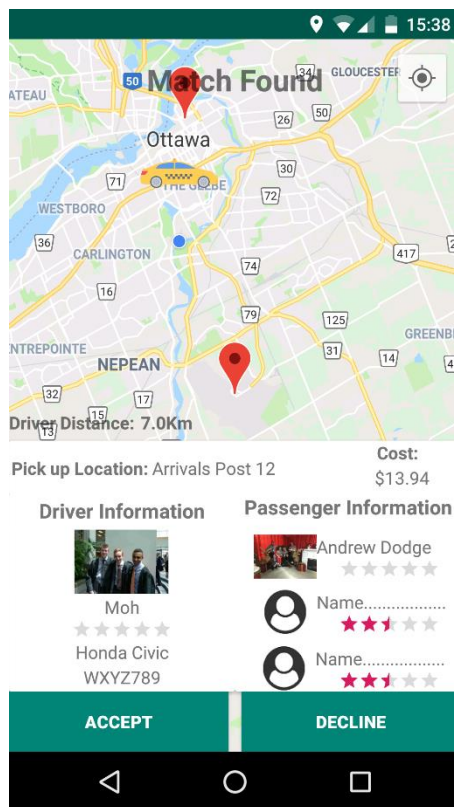 15:38
Match Found
50
34
GLOUCESTER
ATEAU
26
50
Ottawa
30
71
THE GLEBE
72
WESTBORO
36
417
CARLINGTON
74
16
79
125
31
GREENB
NTREPOINTE
14
NEPEAN
32
17
15
Driver Distance: 7.0Km
13
Pick up Location: Arrivals Post 12
Cost:
$13.94
Driver Information
Passenger Information
Andrew Dodge
Moh
Name..................
Honda Civic
Name..................
WXYZ789
ACCEPT
DECLINE